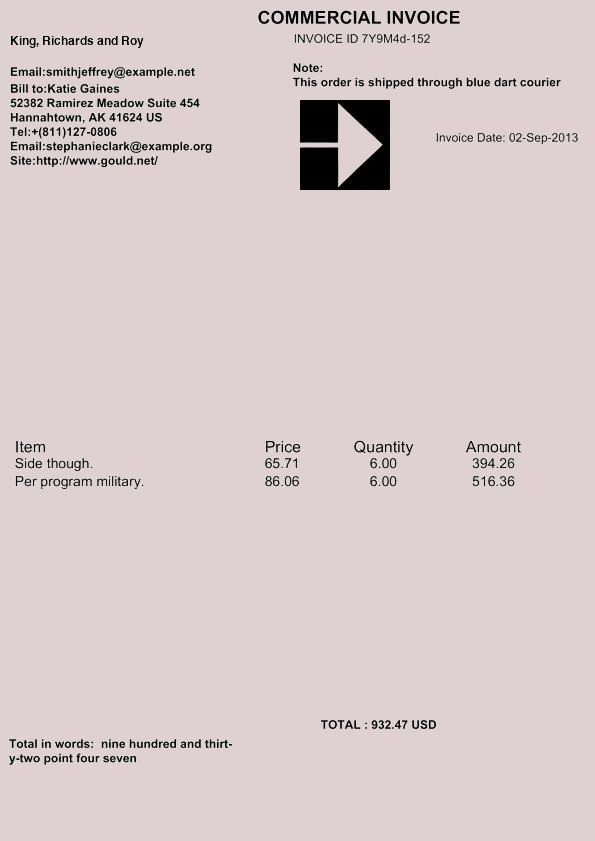 COMMERCIAL INVOICE
King, Richards and Roy
INVOICE ID 7Y9M4d-152
Email:smithjeffrey@example.net
Bill to:Katie Gaines
52382 Ramirez Meadow Suite 454
Hannahtown, AK 41624 US
Tel:+(811)127-0806
Email:stephanieclark@example.org
Site:http://www.gould.net/
Note:
This order is shipped through blue dart courier
Invoice Date: 02-Sep-2013
Item Price Quantity Amount
Side though. 65.71 6.00 394.26
Per program military. 86.06 6.00 516.36
TOTAL : 932.47 USD
Total in words:  nine hundred and thirt-
y-two point four seven